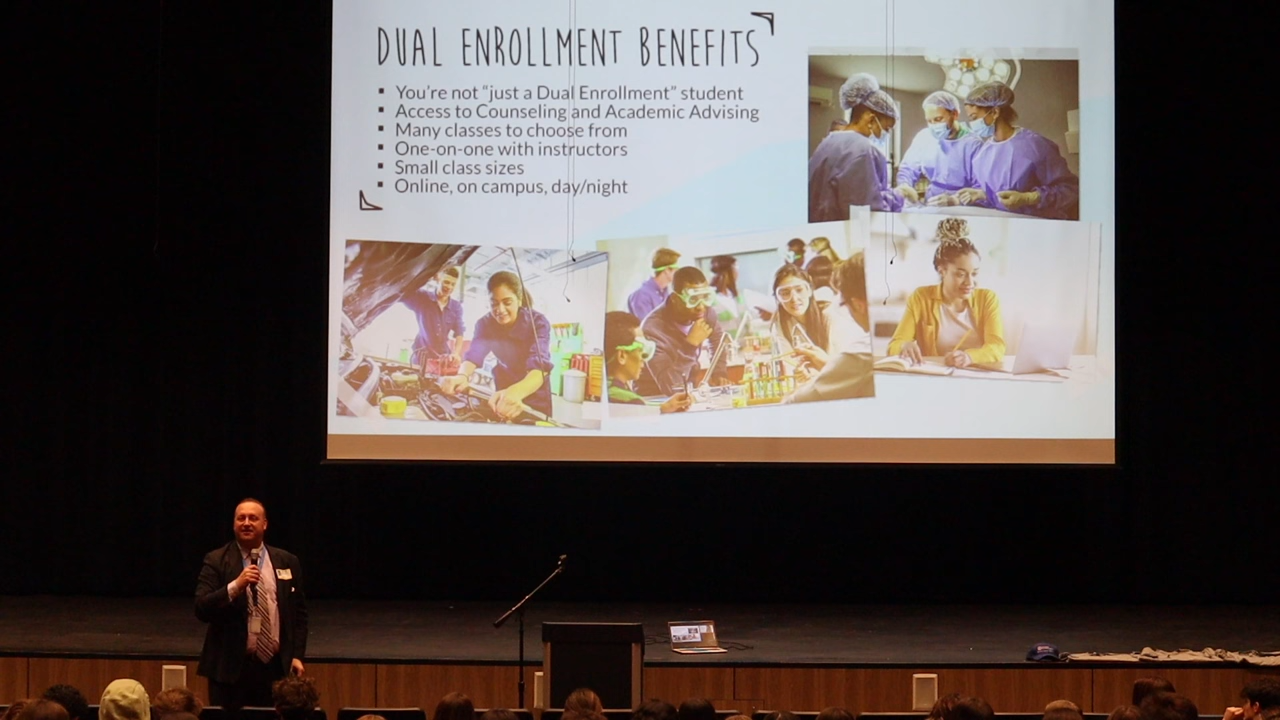 DUAL ENROLLMENT BENEFITS
▪ You're not “just a Dual Enrollment” student
▪ Access to Counseling and Academic Advising
▪ Many classes to choose from
▪ One-on-one with instructors
▪ Small class sizes
▪ Online, on campus, day/night